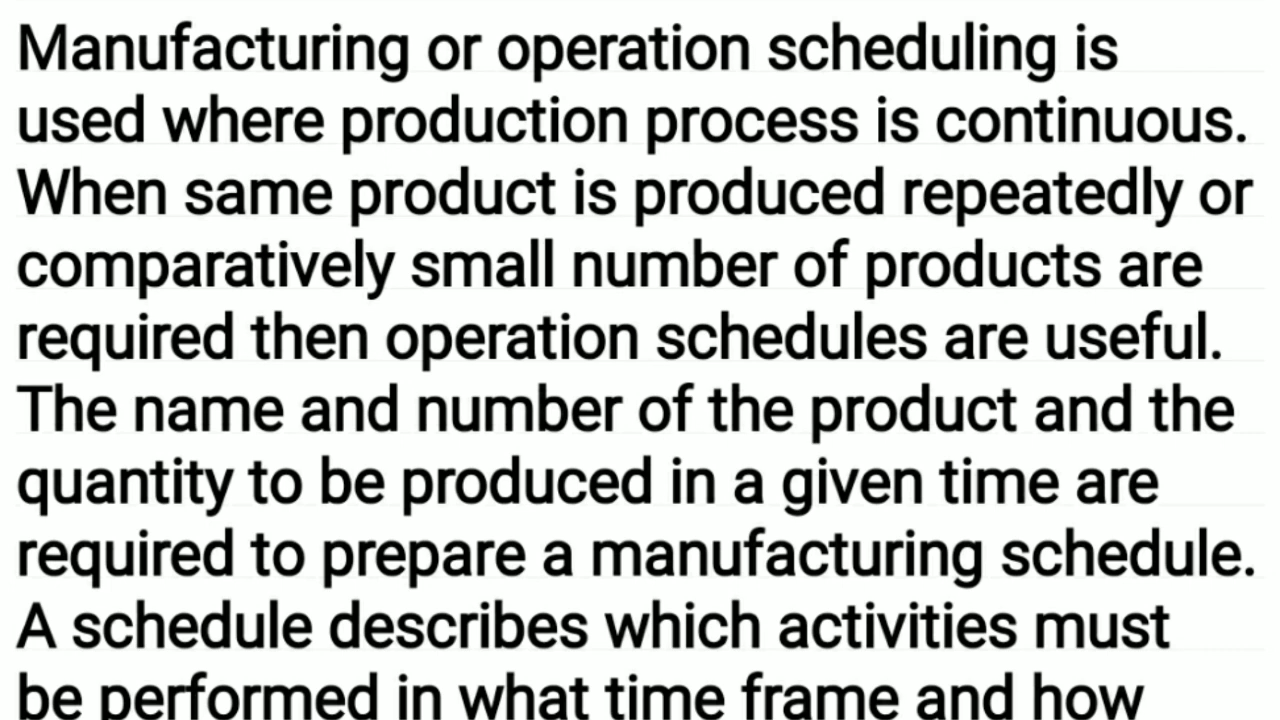 Manufacturing or operation scheduling is
used where production process is continuous.
When same product is produced repeatedly or
comparatively small number of products are
required then operation schedules are useful.
The name and number of the product and the
quantity to be produced in a given time are
required to prepare a manufacturing schedule.
A schedule describes which activities must
be performed in what time frame and how